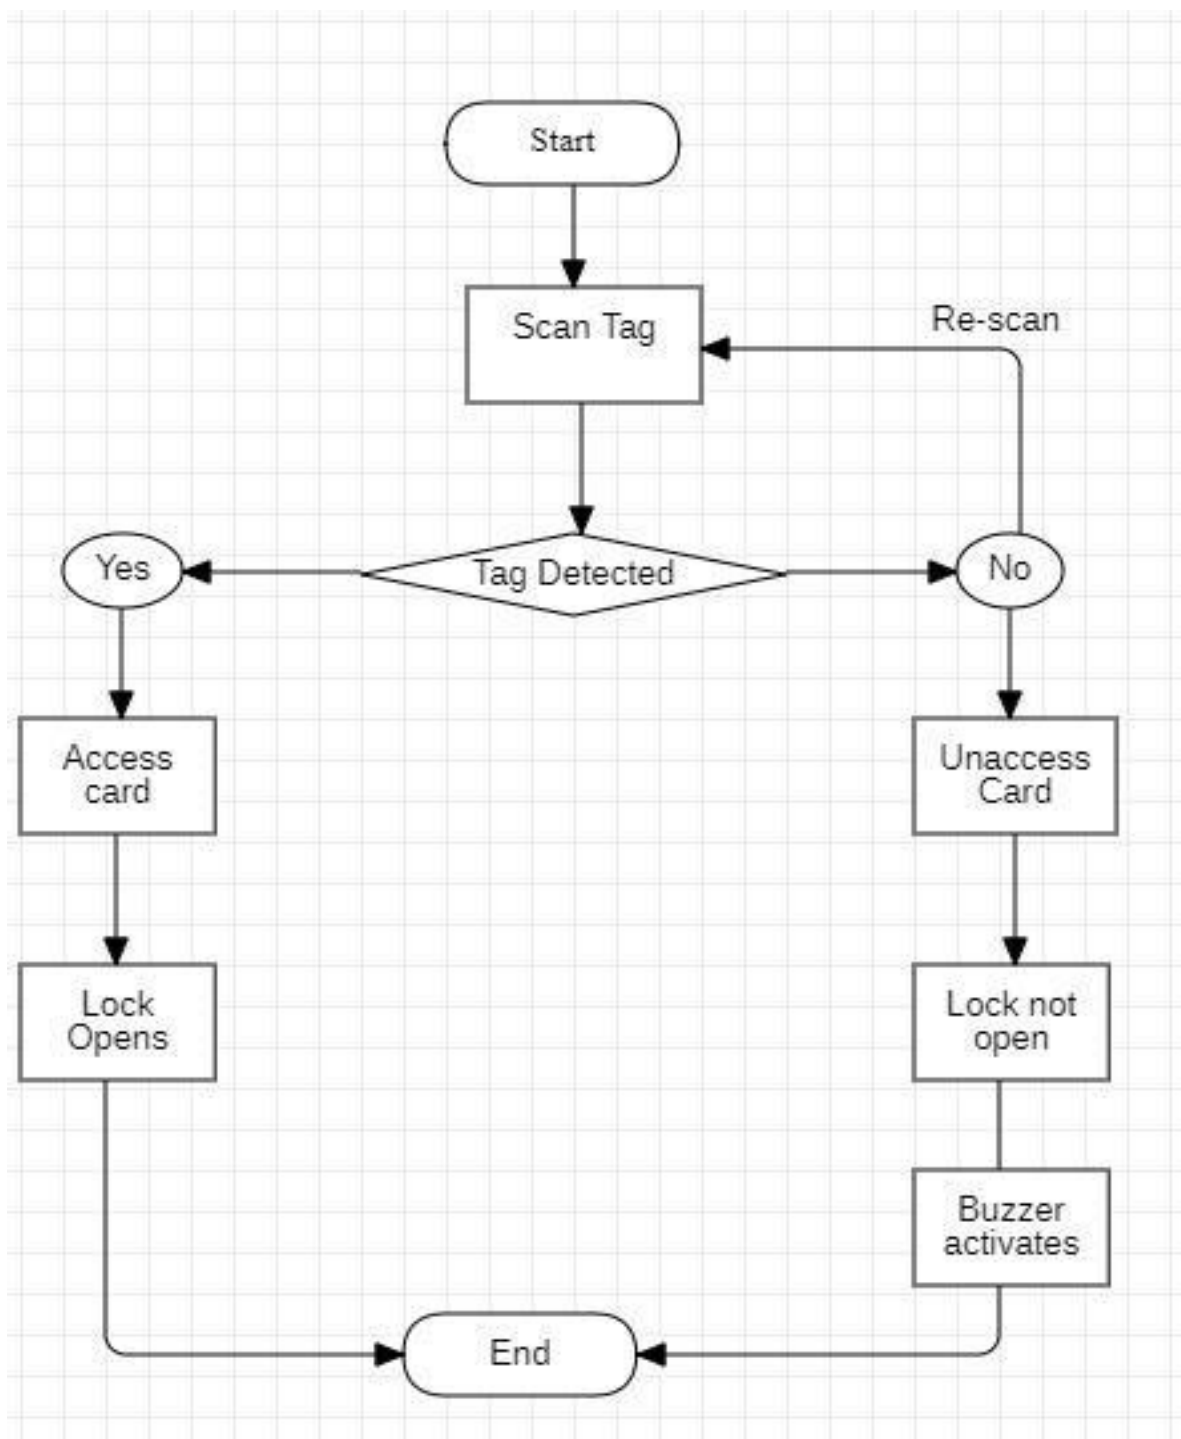 Start
Scan Tag
Re-scan
Yes
Tag Detected
No
Access
card
Unaccess
Card
Lock
Opens
Lock not
open
Buzzer
activates
End